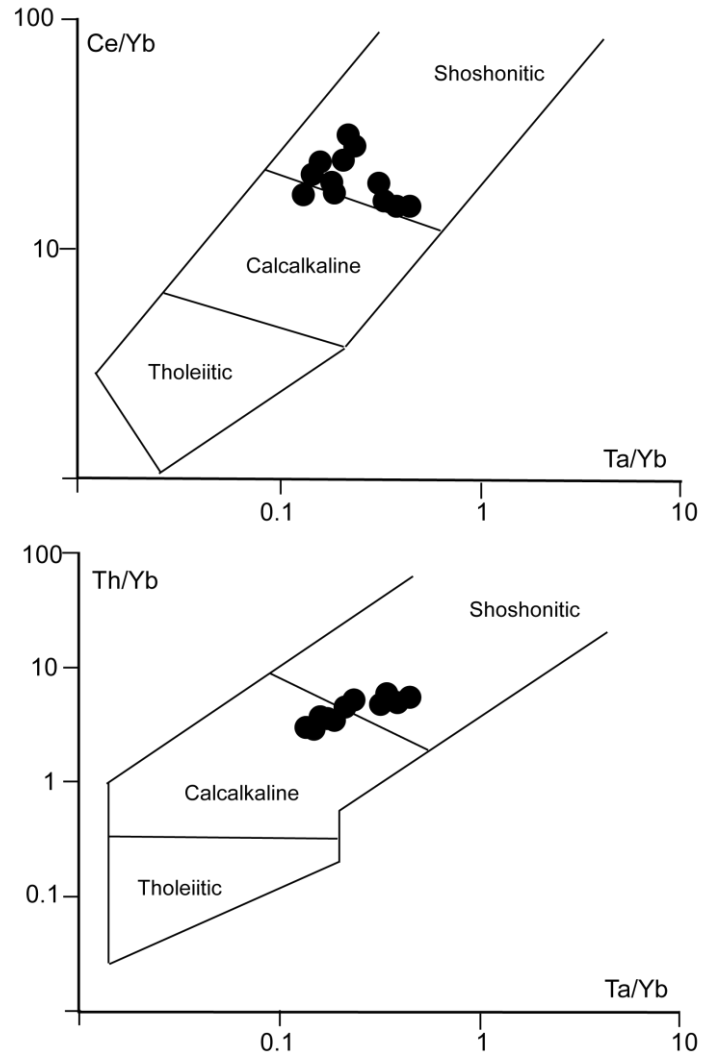 100
Ce/Yb
Shoshonitic
10
Calcalkaline
Tholeiitic
Ta/Yb
0.1
1
10
100
Th/Yb
Shoshonitic
10
1
Calcalkaline
Tholeiitic
0.1
Ta/Yb
0.1
1
10